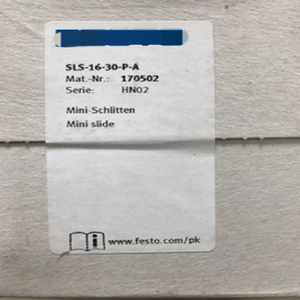 SLS-16-30-P-A
Mat.-Nr.: 170502
Serie: HN02
Mini-Schlitten
Mini slide
www.festo.com/pk